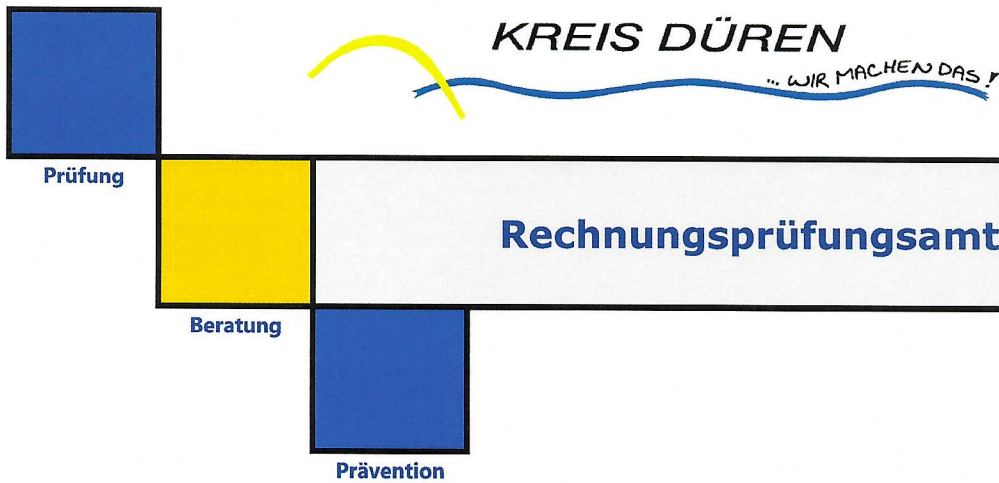 KREIS DÜREN
... WIR MACHEN DAS!
Prüfung
Rechnungsprüfungsamt
Beratung
Prävention